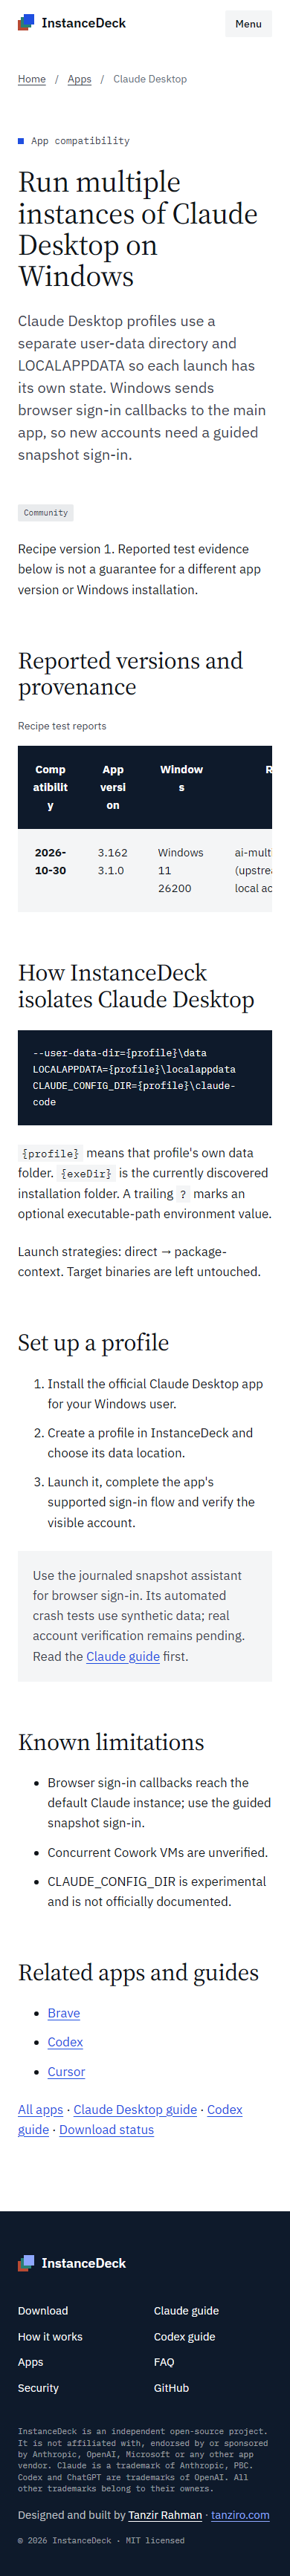 InstanceDeck
Menu
Home / Apps / Claude Desktop
App compatibility
Run multiple
instances of Claude
Desktop on
Windows
Claude Desktop profiles use a
separate user-data directory and
LOCALAPPDATA so each launch has
its own state. Windows sends
browser sign-in callbacks to the main
app, so new accounts need a guided
snapshot sign-in.
Community
Recipe version 1. Reported test evidence
below is not a guarantee for a different app
version or Windows installation.
Reported versions and
provenance
Recipe test reports
Comp App Window R
atibilit versi s
y on
2026- 3.162 Windows ai-mult
10-30 3.1.0 11 (upstrea
26200 local ac
How InstanceDeck
isolates Claude Desktop
--user-data-dir={profile}\data
LOCALAPPDATA={profile}\localappdata
CLAUDE_CONFIG_DIR={profile}\claude-
code
{profile} means that profile's own data
folder. {exeDir} is the currently discovered
installation folder. A trailing ? marks an
optional executable-path environment value.
Launch strategies: direct → package-
context. Target binaries are left untouched.
Set up a profile
1. Install the official Claude Desktop app
for your Windows user.
2. Create a profile in InstanceDeck and
choose its data location.
3. Launch it, complete the app's
supported sign-in flow and verify the
visible account.
Use the journaled snapshot assistant
for browser sign-in. Its automated
crash tests use synthetic data; real
account verification remains pending.
Read the Claude guide first.
Known limitations
• Browser sign-in callbacks reach the
default Claude instance; use the guided
snapshot sign-in.
• Concurrent Cowork VMs are unverified.
• CLAUDE_CONFIG_DIR is experimental
and is not officially documented.
Related apps and guides
• Brave
• Codex
• Cursor
All apps · Claude Desktop guide · Codex
guide · Download status
InstanceDeck
Download Claude guide
How it works Codex guide
Apps FAQ
Security GitHub
InstanceDeck is an independent open-source project.
It is not affiliated with, endorsed by or sponsored
by Anthropic, OpenAI, Microsoft or any other app
vendor. Claude is a trademark of Anthropic, PBC.
Codex and ChatGPT are trademarks of OpenAI. All
other trademarks belong to their owners.
Designed and built by Tanzir Rahman · tanziro.com
© 2026 InstanceDeck · MIT licensed